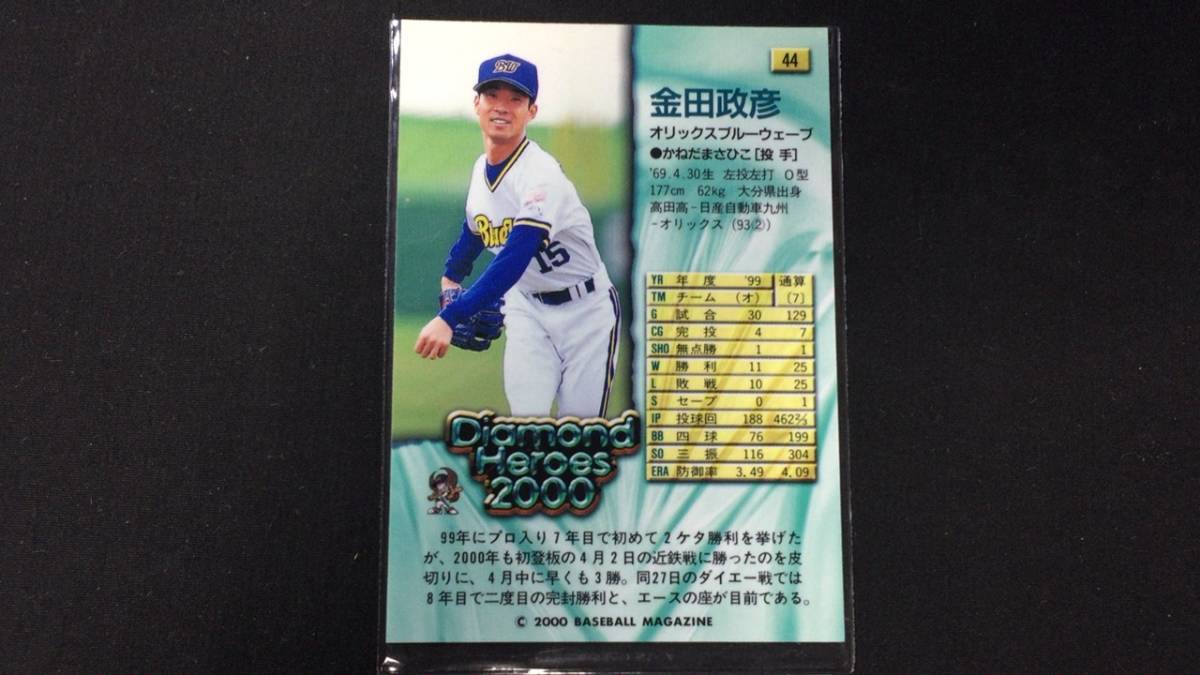 44
金田政彦
オリックスブルーウェーブ
●かねだまさひこ[投手]
'69.4.30生 左投左打 O型
177cm 62kg 大分県出身
高田高-日産自動車九州
-オリックス (93②)
YR 年度 '99 通算
TM チーム (オ) 〔7〕
G 試合 30 129
CG 完投 4 7
SHO 無点勝 1 1
W 勝利 11 25
L 敗戦 10 25
S セーブ 0 1
IP 投球回 188 462⅔
BB 四球 76 199
SO 三振 116 304
ERA 防御率 3.49 4.09
BW
Blue
15
Diamond
Heroes
2000
99年にプロ入り7年目で初めて2ケタ勝利を挙げた
が、2000年も初登板の4月2日の近鉄戦に勝ったのを皮
切りに、4月中に早くも3勝。同27日のダイエー戦では
8年目で二度目の完封勝利と、エースの座が目前である。
© 2000 BASEBALL MAGAZINE